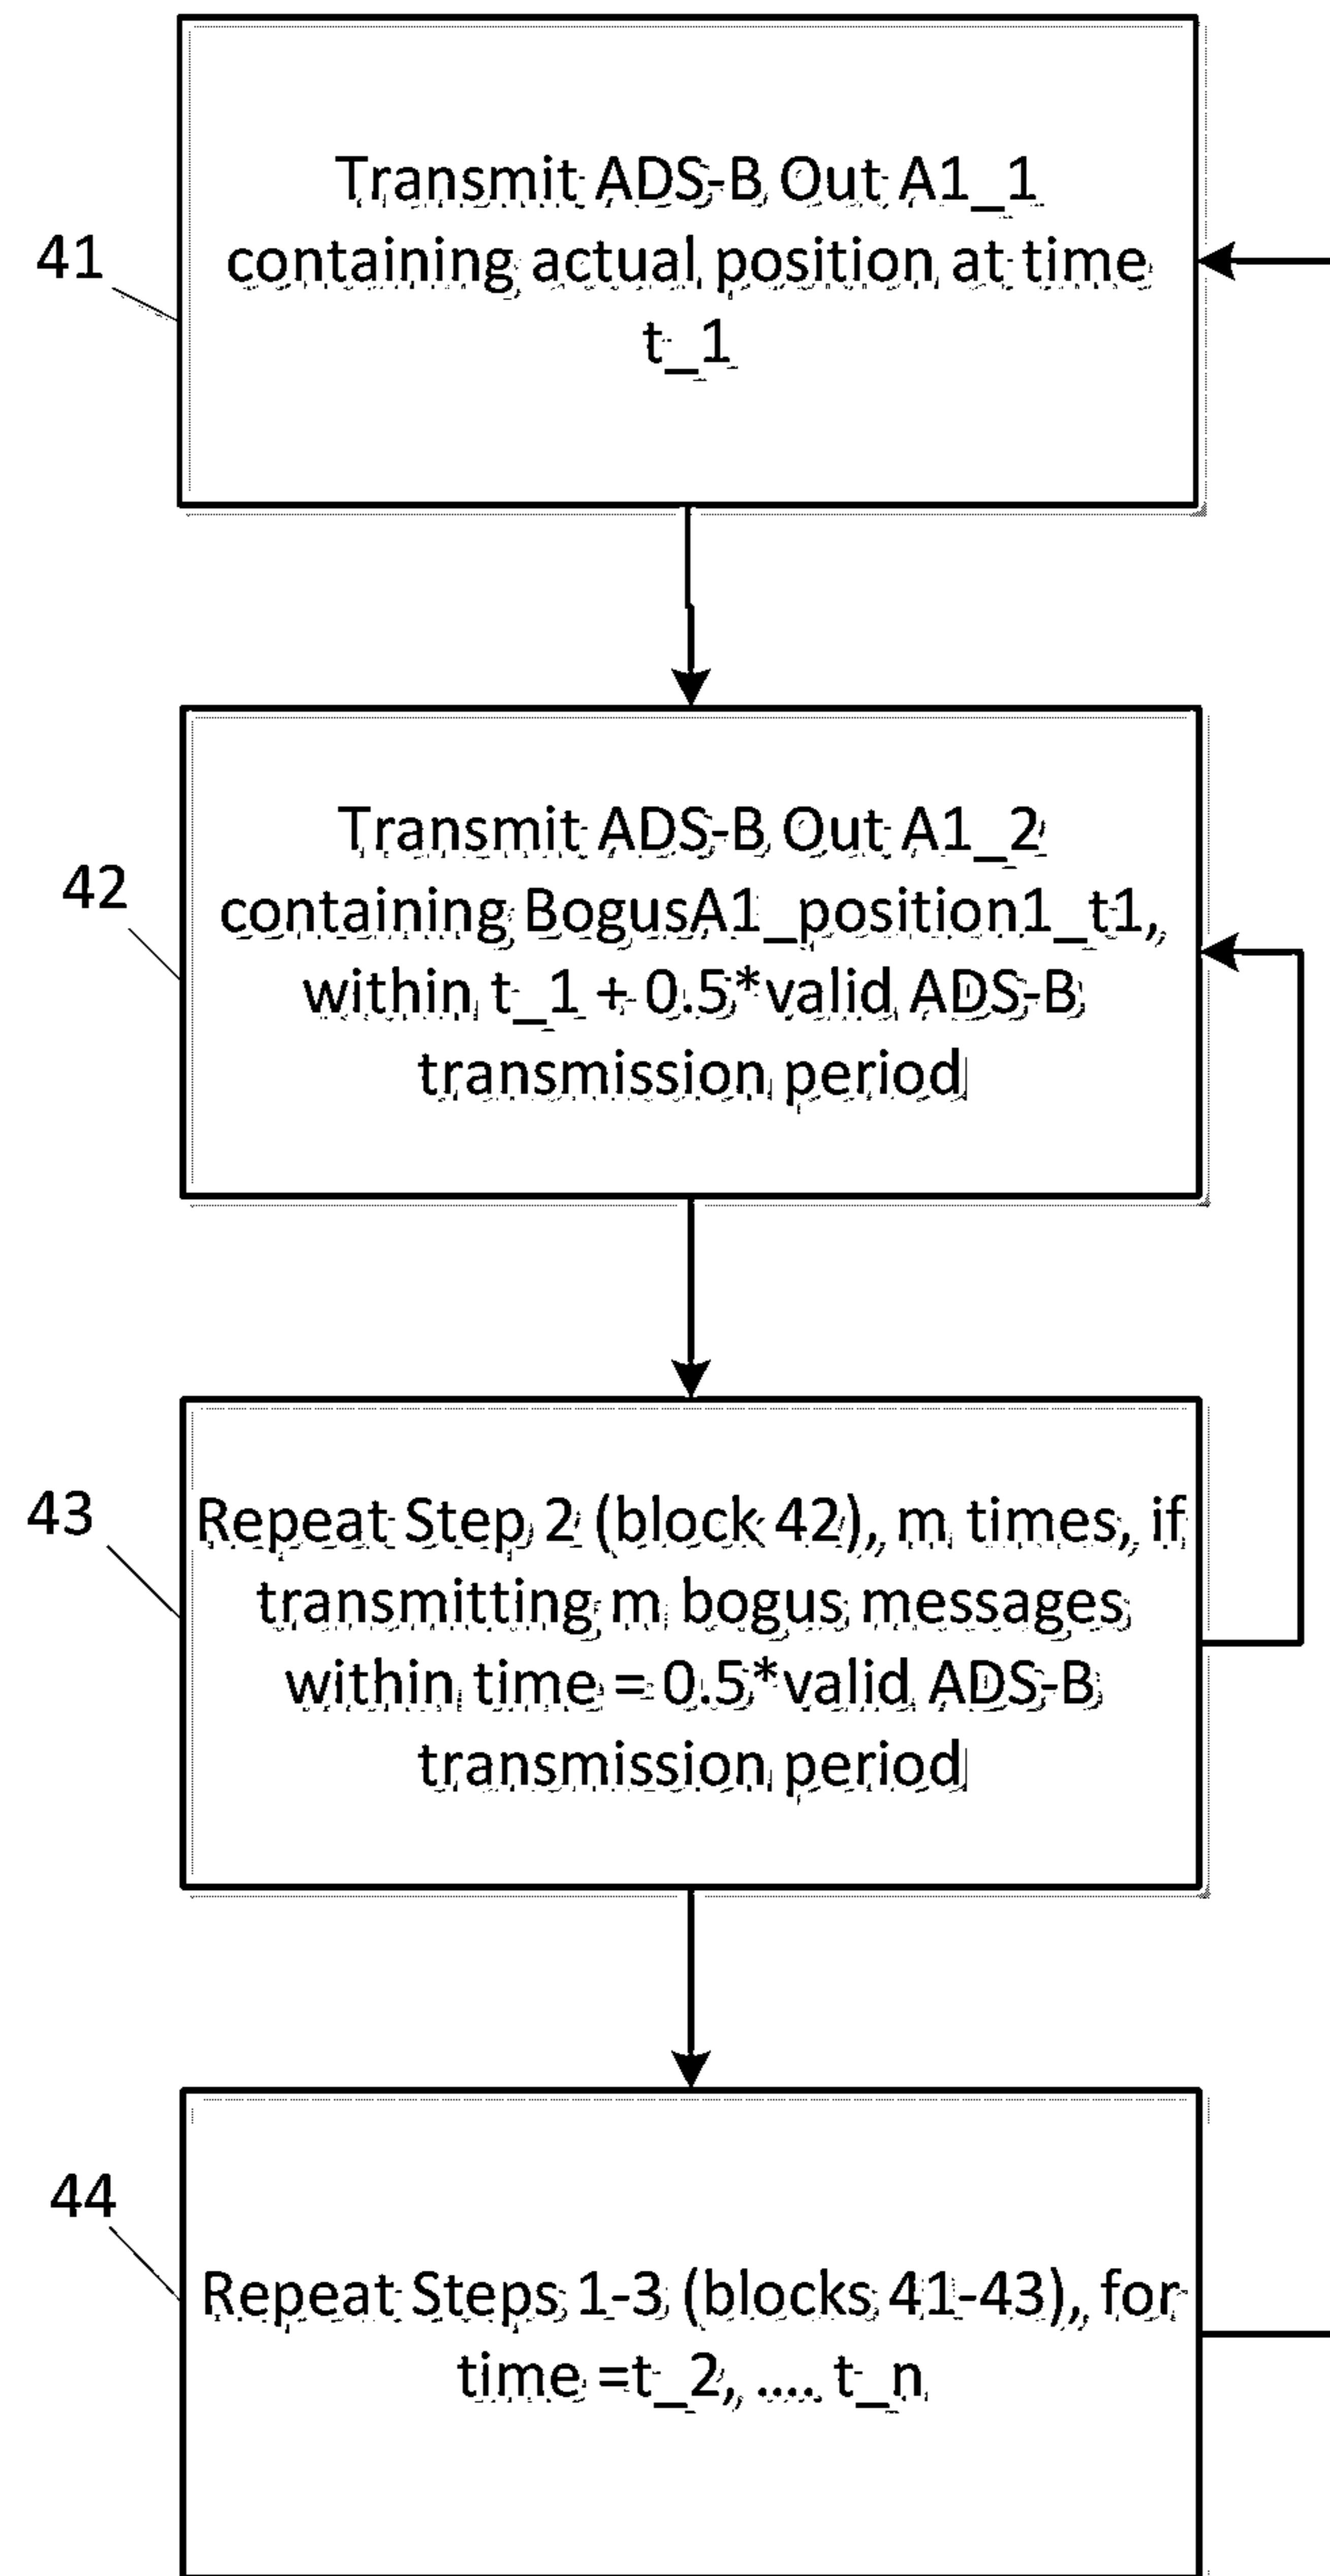 Transmit ADS-B Out A1_1
containing actual position at time
t_1
41
Transmit ADS-B Out A1_2
containing BogusA1_position1_t1,
within t_1 + 0.5*valid ADS-B
transmission period
42
Repeat Step 2 (block 42), m times, if
transmitting m bogus messages
within time = 0.5*valid ADS-B
transmission period
43
Repeat Steps 1-3 (blocks 41-43), for
time =t_2, .... t_n
44